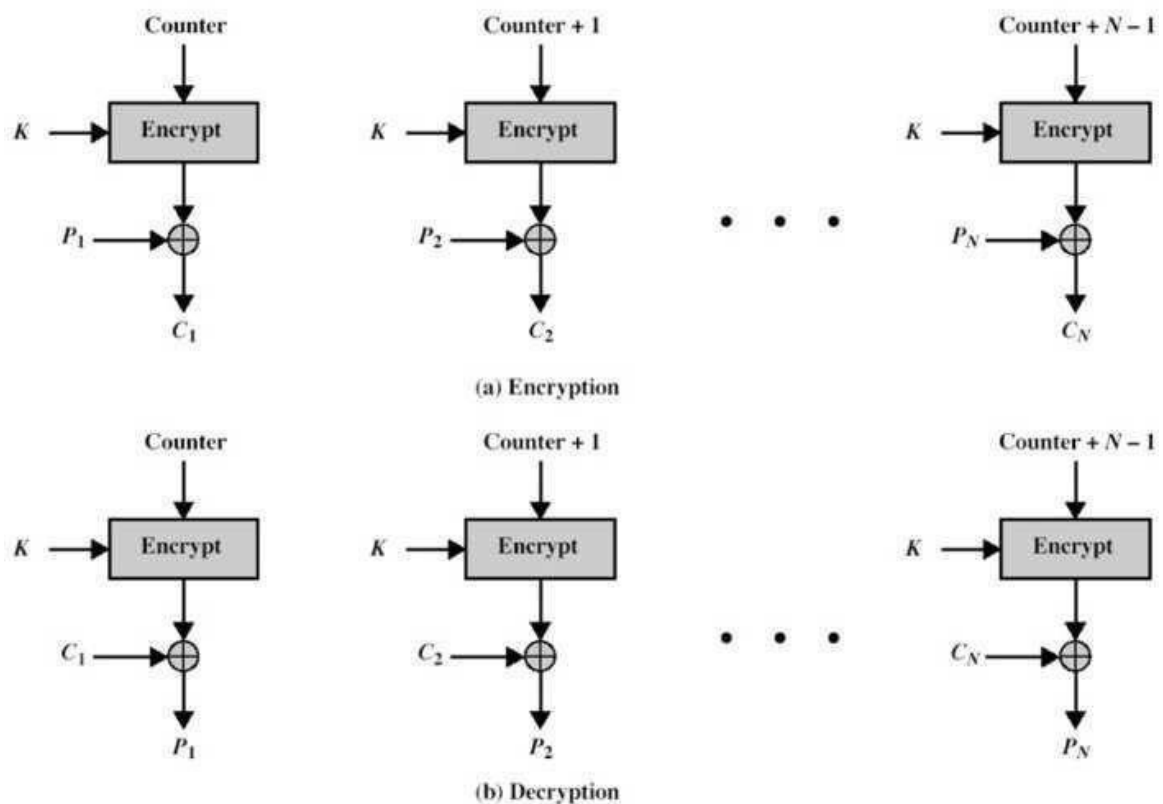 Counter Counter + 1 Counter + N – 1
K Encrypt K Encrypt K Encrypt
P1 P2 PN
C1 C2 CN
(a) Encryption
Counter Counter + 1 Counter + N – 1
K Encrypt K Encrypt K Encrypt
C1 C2 CN
P1 P2 PN
(b) Decryption